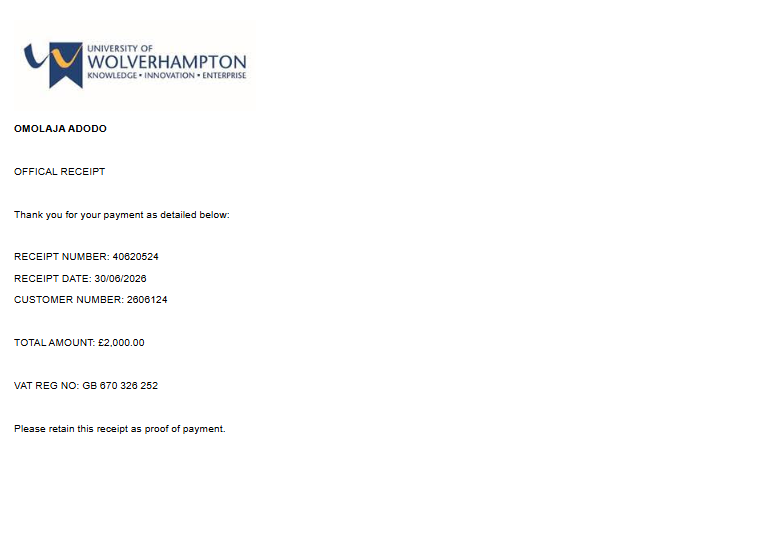 UNIVERSITY OF
WOLVERHAMPTON
KNOWLEDGE • INNOVATION • ENTERPRISE
OMOLAJA ADODO
OFFICAL RECEIPT
Thank you for your payment as detailed below:
RECEIPT NUMBER: 40620524
RECEIPT DATE: 30/06/2026
CUSTOMER NUMBER: 2606124
TOTAL AMOUNT: £2,000.00
VAT REG NO: GB 670 326 252
Please retain this receipt as proof of payment.